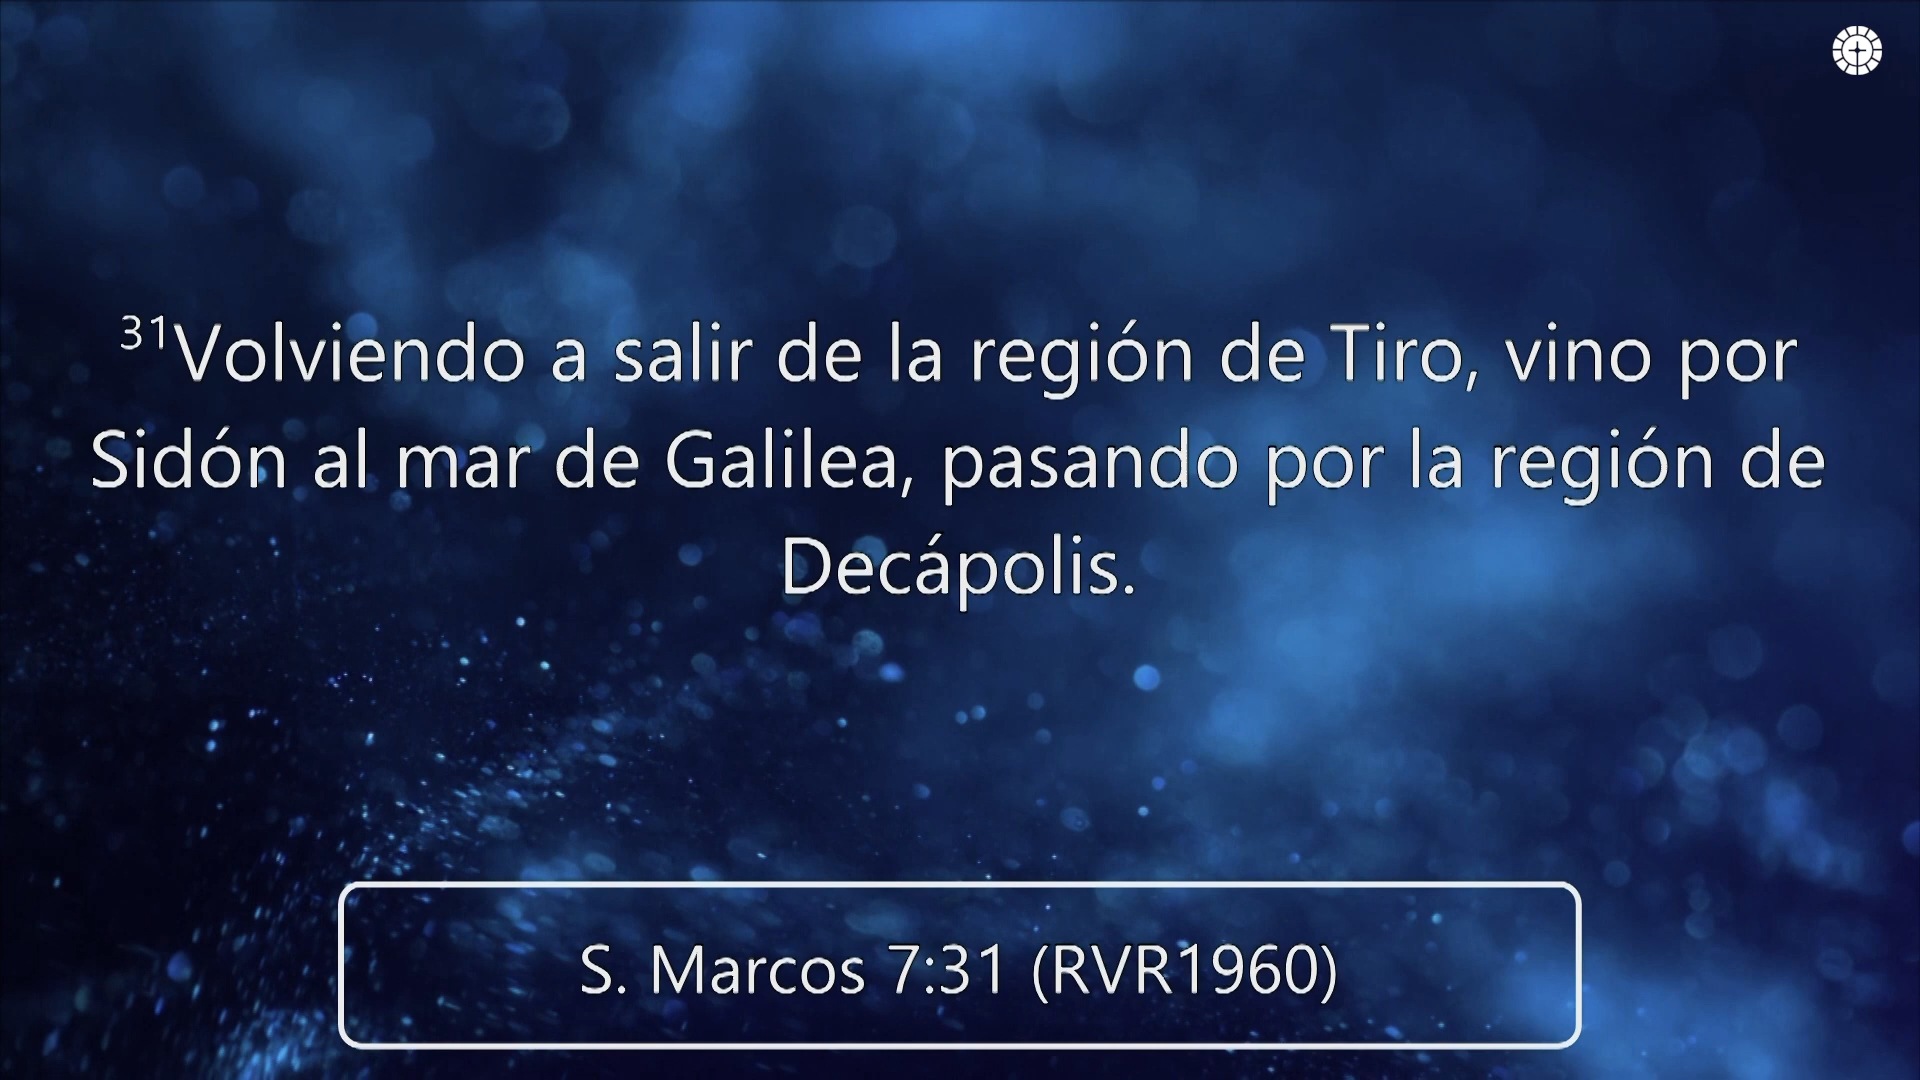 31Volviendo a salir de la región de Tiro, vino por
Sidón al mar de Galilea, pasando por la región de
Decápolis.
S. Marcos 7:31 (RVR1960)